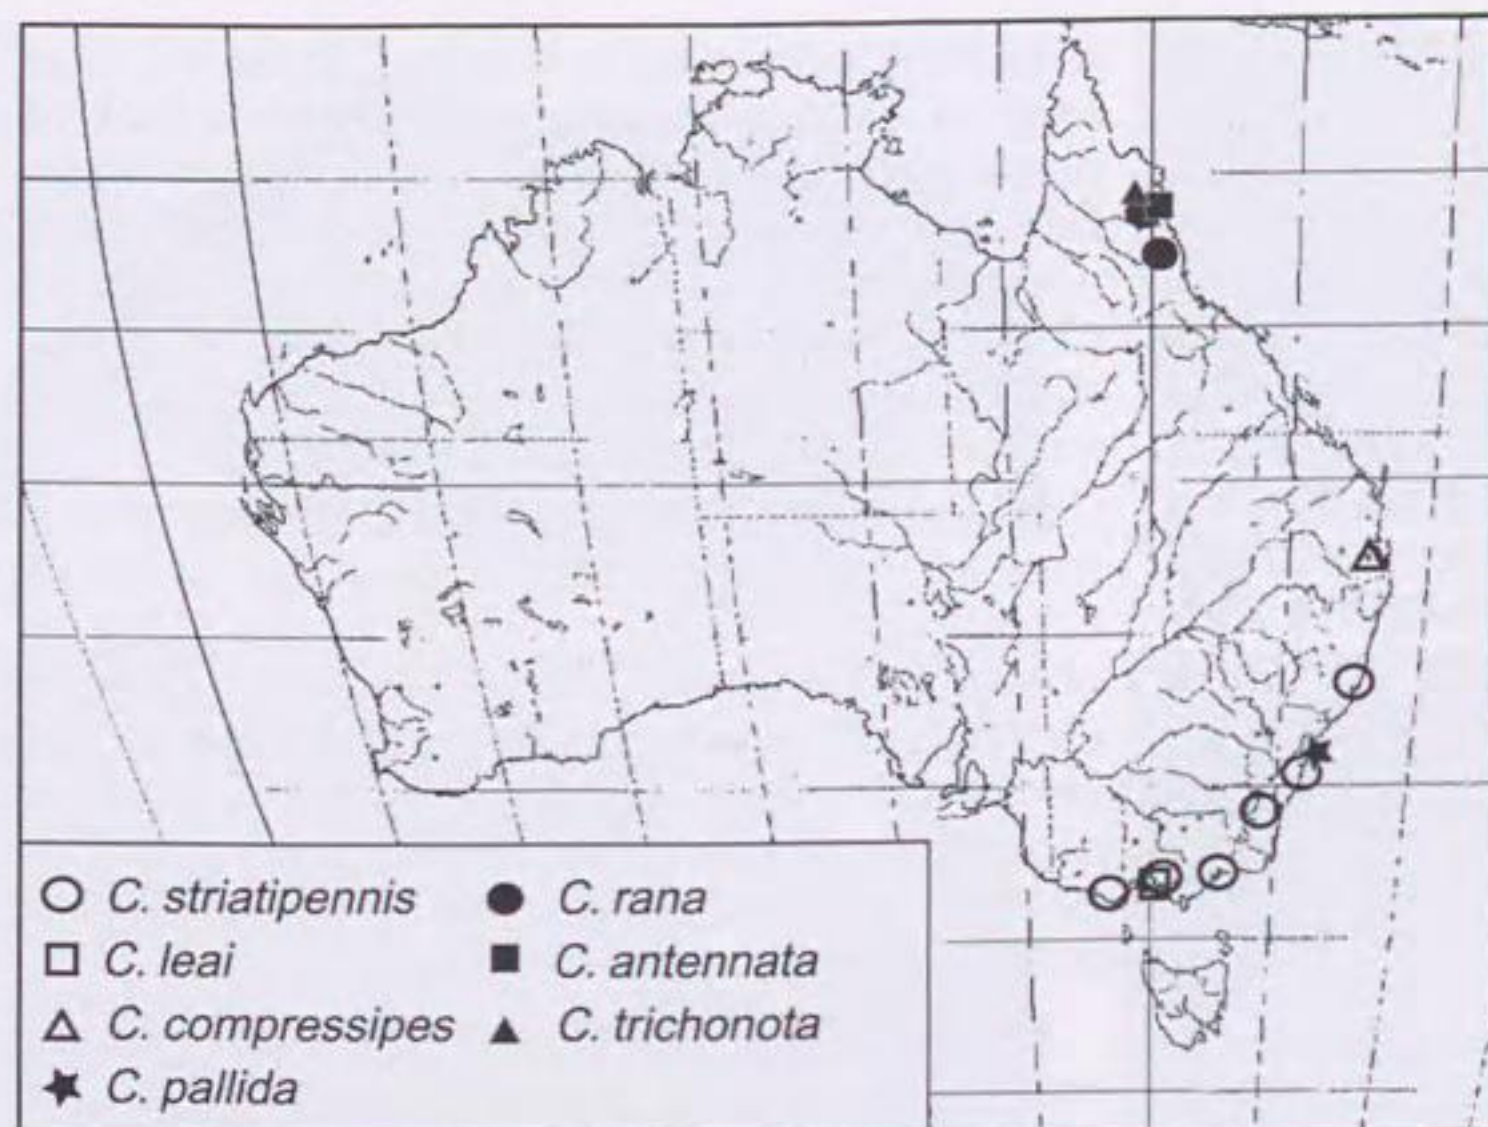 C. striatipennis
C. leai
C. compressipes
C. pallida
C. rana
C. antennata
C. trichonota